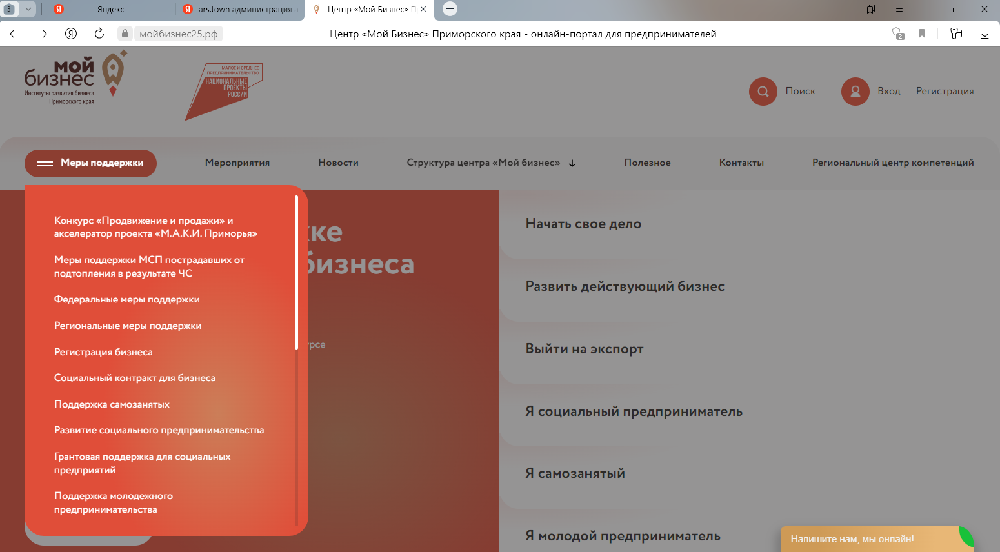 3
Яндекс
ars.town администрация а
Центр «Мой Бизнес» П
мойбизнес25.рф
Центр «Мой Бизнес» Приморского края - онлайн-портал для предпринимателей
2
мой
бизнес
Институты развития бизнеса
Приморского края
МАЛОЕ И СРЕДНЕЕ
ПРЕДПРИНИМАТЕЛЬСТВО
НАЦИОНАЛЬНЫЕ
ПРОЕКТЫ
РОССИИ
Поиск
Вход
Регистрация
Меры поддержки
Мероприятия
Новости
Структура центра «Мой бизнес»
Полезное
Контакты
Региональный центр компетенций
Конкурс «Продвижение и продажи» и
акселератор проекта «М.А.К.И. Приморья»
Меры поддержки МСП пострадавших от
подтопления в результате ЧС
Федеральные меры поддержки
Региональные меры поддержки
Регистрация бизнеса
Социальный контракт для бизнеса
Поддержка самозанятых
Развитие социального предпринимательства
Грантовая поддержка для социальных
предприятий
Поддержка молодежного
предпринимательства
ке
бизнеса
рсе
Начать свое дело
Развить действующий бизнес
Выйти на экспорт
Я социальный предприниматель
Я самозанятый
Я молодой предприниматель
Напишите нам, мы онлайн!